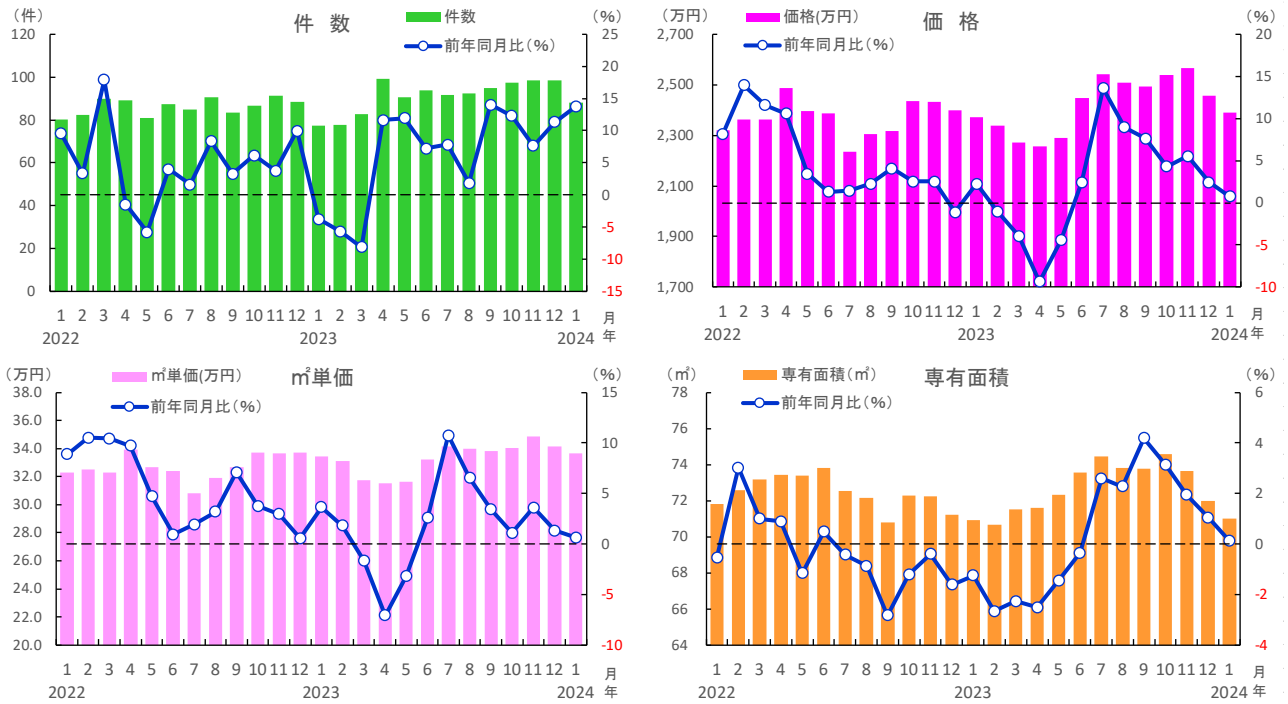 （件）
件 数
（%）
件数
前年同月比（%）
120
100
80
60
40
20
0
25
20
15
10
5
0
-5
-10
-15
1 2 3 4 5 6 7 8 9 10 11 12 1 2 3 4 5 6 7 8 9 10 11 12 1 月
2022 2023 2024 年
（万円）
価 格
（%）
価格(万円)
前年同月比（%）
2,700
2,500
2,300
2,100
1,900
1,700
20
15
10
5
0
-5
-10
1 2 3 4 5 6 7 8 9 10 11 12 1 2 3 4 5 6 7 8 9 10 11 12 1 月
2022 2023 2024 年
（万円）
㎡単価
（%）
㎡単価(万円)
前年同月比（%）
38.0
36.0
34.0
32.0
30.0
28.0
26.0
24.0
22.0
20.0
15
10
5
0
-5
-10
1 2 3 4 5 6 7 8 9 10 11 12 1 2 3 4 5 6 7 8 9 10 11 12 1 月
2022 2023 2024 年
（㎡）
専有面積
（%）
専有面積（㎡）
前年同月比（%）
78
76
74
72
70
68
66
64
6
4
2
0
-2
-4
1 2 3 4 5 6 7 8 9 10 11 12 1 2 3 4 5 6 7 8 9 10 11 12 1 月
2022 2023 2024 年